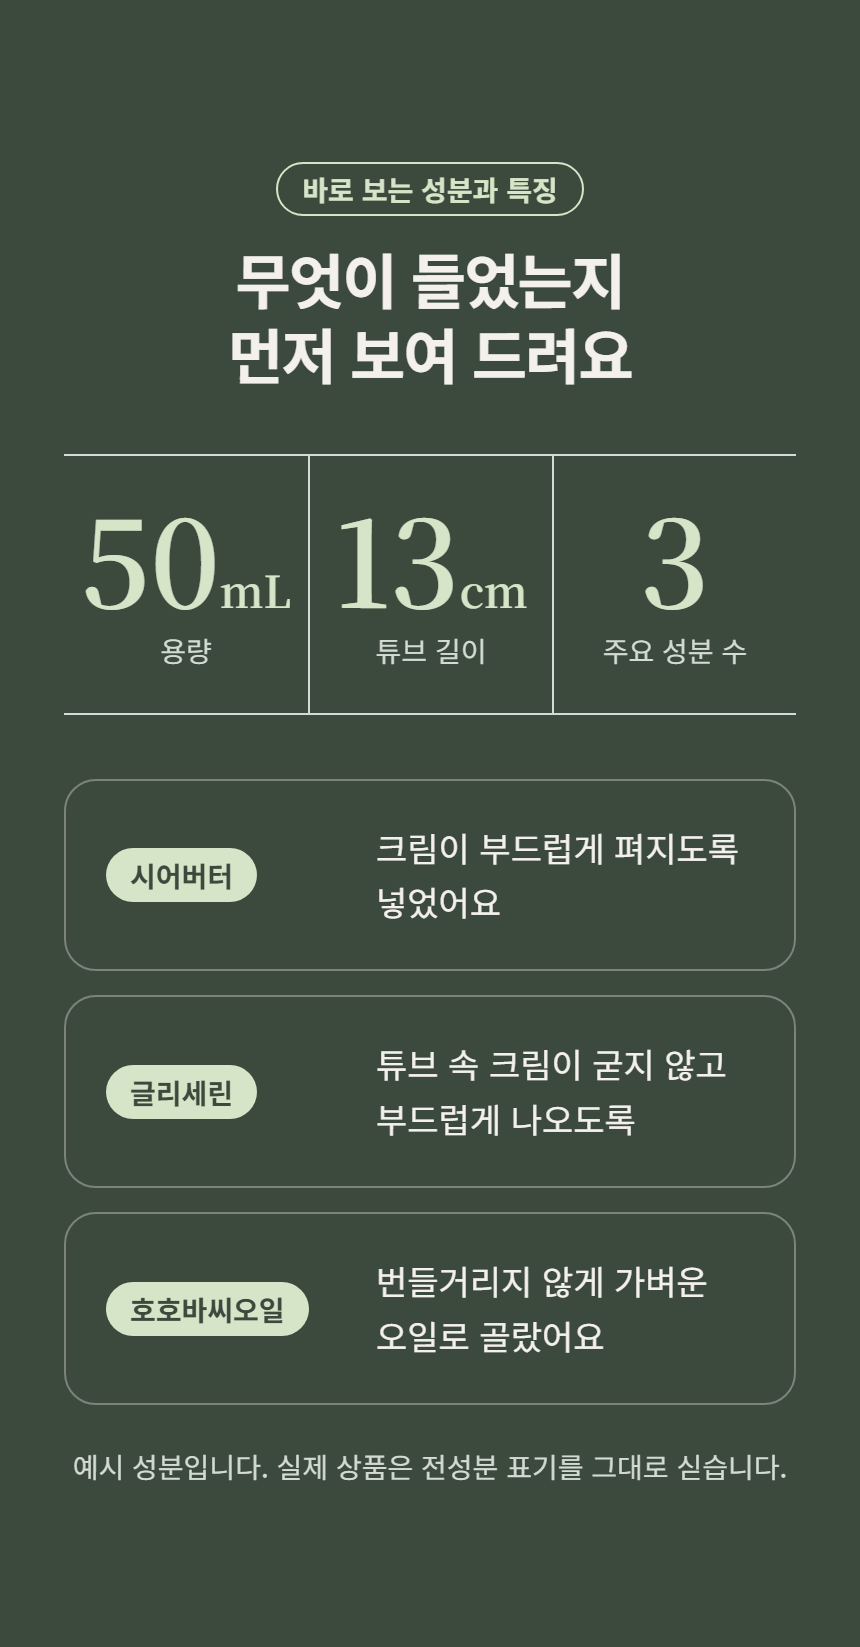 바로 보는 성분과 특징
무엇이 들었는지
먼저 보여 드려요
50mL
용량
13cm
튜브 길이
3
주요 성분 수
시어버터
크림이 부드럽게 펴지도록
넣었어요
글리세린
튜브 속 크림이 굳지 않고
부드럽게 나오도록
호호바씨오일
번들거리지 않게 가벼운
오일로 골랐어요
예시 성분입니다. 실제 상품은 전성분 표기를 그대로 싣습니다.